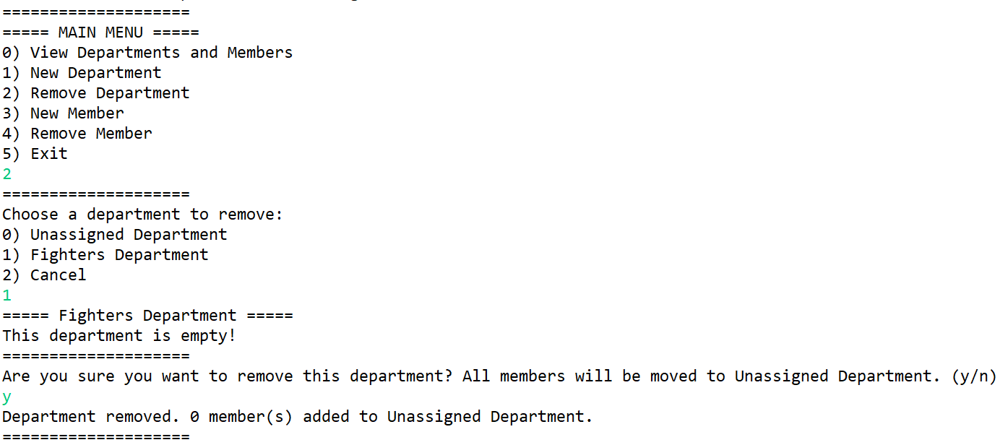 ====================
===== MAIN MENU =====
0) View Departments and Members
1) New Department
2) Remove Department
3) New Member
4) Remove Member
5) Exit
2
====================
Choose a department to remove:
0) Unassigned Department
1) Fighters Department
2) Cancel
1
===== Fighters Department =====
This department is empty!
====================
Are you sure you want to remove this department? All members will be moved to Unassigned Department. (y/n)
y
Department removed. 0 member(s) added to Unassigned Department.
====================